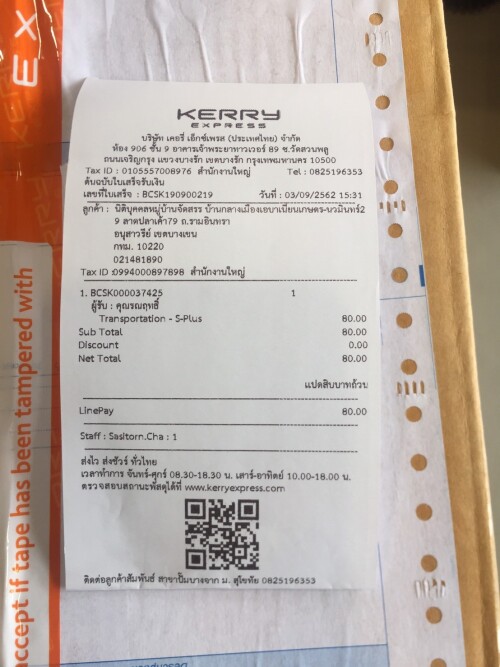 KERRY
EXPRESS
บริษัท เคอรี่ เอ็กซ์เพรส (ประเทศไทย) จำกัด
ห้อง 906 ชั้น 9 อาคารเจ้าพระยาทาวเวอร์ 89 ซ.วัดสวนพลู
ถนนเจริญกรุง แขวงบางรัก เขตบางรัก กรุงเทพมหานคร 10500
Tax ID : 0105557008976 สำนักงานใหญ่ Tel : 0825196353
ต้นฉบับใบเสร็จรับเงิน
เลขที่ใบเสร็จ : BCSK190900219 วันที่ : 03/09/2562 15:31
ลูกค้า : นิติบุคคลหมู่บ้านจัดสรร บ้านกลางเมืองเอบาเนียนเกษตร-นวมินทร์2
9 ลาดปลาเค้า79 ถ.รามอินทรา
อนุสาวรีย์ เขตบางเขน
กทม. 10220
021481890
Tax ID :0994000897898 สำนักงานใหญ่
1. BCSK000037425 1
ผู้รับ : คุณรณฤทธิ์
Transportation - S-Plus 80.00
Sub Total 80.00
Discount 0.00
Net Total 80.00
แปดสิบบาทถ้วน
LinePay 80.00
Staff : Sasitorn.Cha : 1
ส่งไว ส่งชัวร์ ทั่วไทย
เวลาทำการ จันทร์-ศุกร์ 08.30-18.30 น. เสาร์-อาทิตย์ 10.00-18.00 น.
ตรวจสอบสถานะพัสดุได้ที่ www.kerryexpress.com
ติดต่อลูกค้าสัมพันธ์ สาขาปั๊มบางจาก ม. สุโขทัย 0825196353
accept if tape has been tampered with